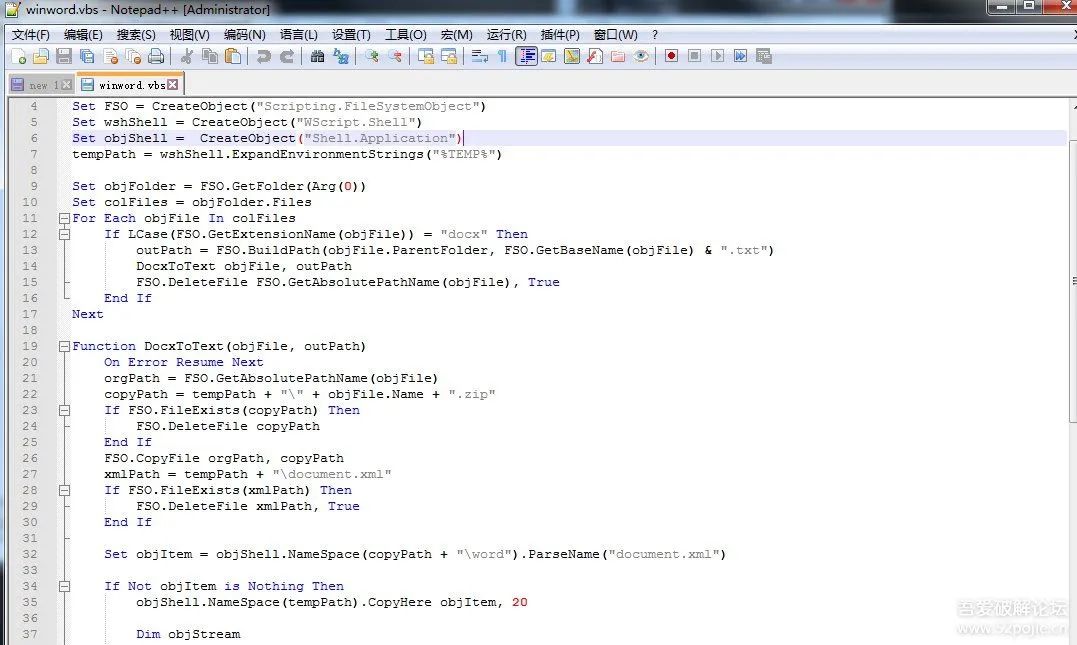 winword.vbs - Notepad++ [Administrator]
文件(F) 编辑(E) 搜索(S) 视图(V) 编码(N) 语言(L) 设置(T) 工具(O) 宏(M) 运行(R) 插件(P) 窗口(W) ?
new 1 winword.vbs
4 Set FSO = CreateObject("Scripting.FileSystemObject")
5 Set wshShell = CreateObject("WScript.Shell")
6 Set objShell =  CreateObject("Shell.Application")
7 tempPath = wshShell.ExpandEnvironmentStrings("%TEMP%")
8
9 Set objFolder = FSO.GetFolder(Arg(0))
10 Set colFiles = objFolder.Files
11 For Each objFile In colFiles
12     If LCase(FSO.GetExtensionName(objFile)) = "docx" Then
13         outPath = FSO.BuildPath(objFile.ParentFolder, FSO.GetBaseName(objFile) & ".txt")
14         DocxToText objFile, outPath
15         FSO.DeleteFile FSO.GetAbsolutePathName(objFile), True
16     End If
17 Next
18
19 Function DocxToText(objFile, outPath)
20     On Error Resume Next
21     orgPath = FSO.GetAbsolutePathName(objFile)
22     copyPath = tempPath + "\" + objFile.Name + ".zip"
23     If FSO.FileExists(copyPath) Then
24         FSO.DeleteFile copyPath
25     End If
26     FSO.CopyFile orgPath, copyPath
27     xmlPath = tempPath + "\document.xml"
28     If FSO.FileExists(xmlPath) Then
29         FSO.DeleteFile xmlPath, True
30     End If
31
32     Set objItem = objShell.NameSpace(copyPath + "\word").ParseName("document.xml")
33
34     If Not objItem is Nothing Then
35         objShell.NameSpace(tempPath).CopyHere objItem, 20
36
37         Dim objStream
吾爱破解论坛
www.52pojie.cn